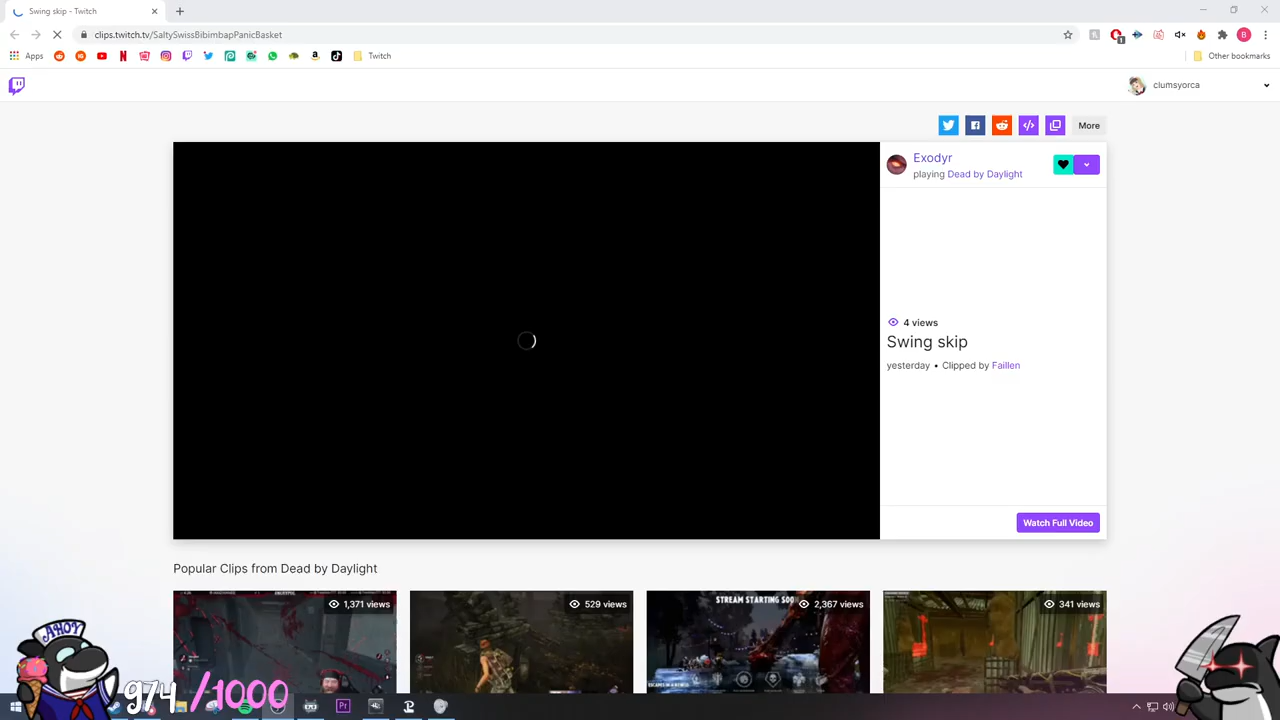 Swing skip - Twitch
clips.twitch.tv/SaltySwissBibimbapPanicBasket
Apps
Twitch
Other bookmarks
clumsyorca
More
Exodyr
playing Dead by Daylight
4 views
Swing skip
yesterday • Clipped by Faillen
Watch Full Video
Popular Clips from Dead by Daylight
1,371 views
529 views
STREAM STARTING SOO
2,367 views
341 views
AHOY
974 /1000
Pr